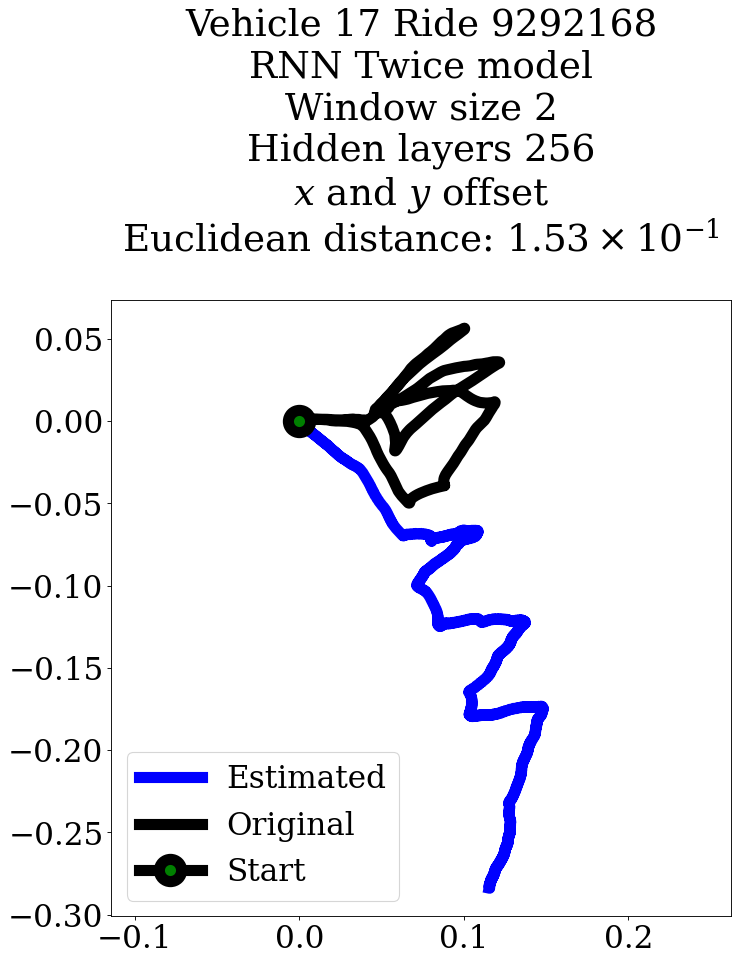 Vehicle 17 Ride 9292168
RNN Twice model
Window size 2
Hidden layers 256
x and y offset
Euclidean distance: 1.53 × 10⁻¹
0.05
0.00
−0.05
−0.10
−0.15
−0.20
−0.25
−0.30
Estimated
Original
Start
−0.1 0.0 0.1 0.2